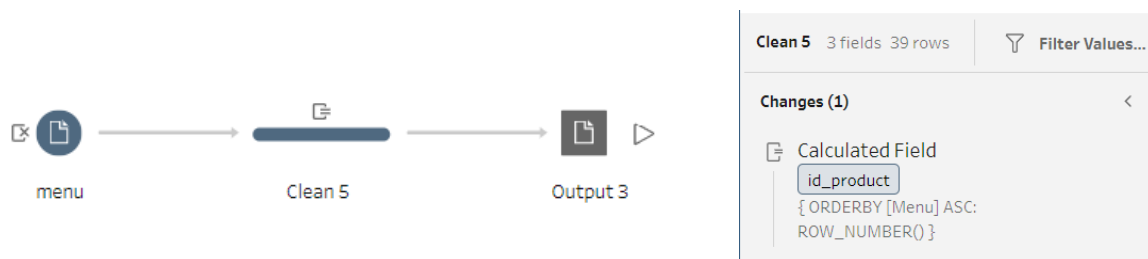 menu
Clean 5
Output 3
Clean 5 3 fields 39 rows
Filter Values...
Changes (1)
Calculated Field
id_product
{ ORDERBY [Menu] ASC:
ROW_NUMBER() }